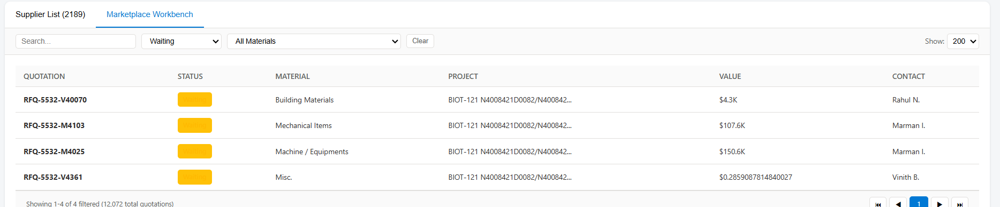 Supplier List (2189) Marketplace Workbench
Search... Waiting All Materials Clear Show: 200
QUOTATION STATUS MATERIAL PROJECT VALUE CONTACT
RFQ-5532-V40070 Waiting Building Materials BIOT-121 N4008421D0082/N400842... $4.3K Rahul N.
RFQ-5532-M4103 Waiting Mechanical Items BIOT-121 N4008421D0082/N400842... $107.6K Marman I.
RFQ-5532-M4025 Waiting Machine / Equipments BIOT-121 N4008421D0082/N400842... $150.6K Marman I.
RFQ-5532-V4361 Waiting Misc. BIOT-121 N4008421D0082/N400842... $0.2859087814840027 Vinith B.
Showing 1-4 of 4 filtered (12,072 total quotations) 1